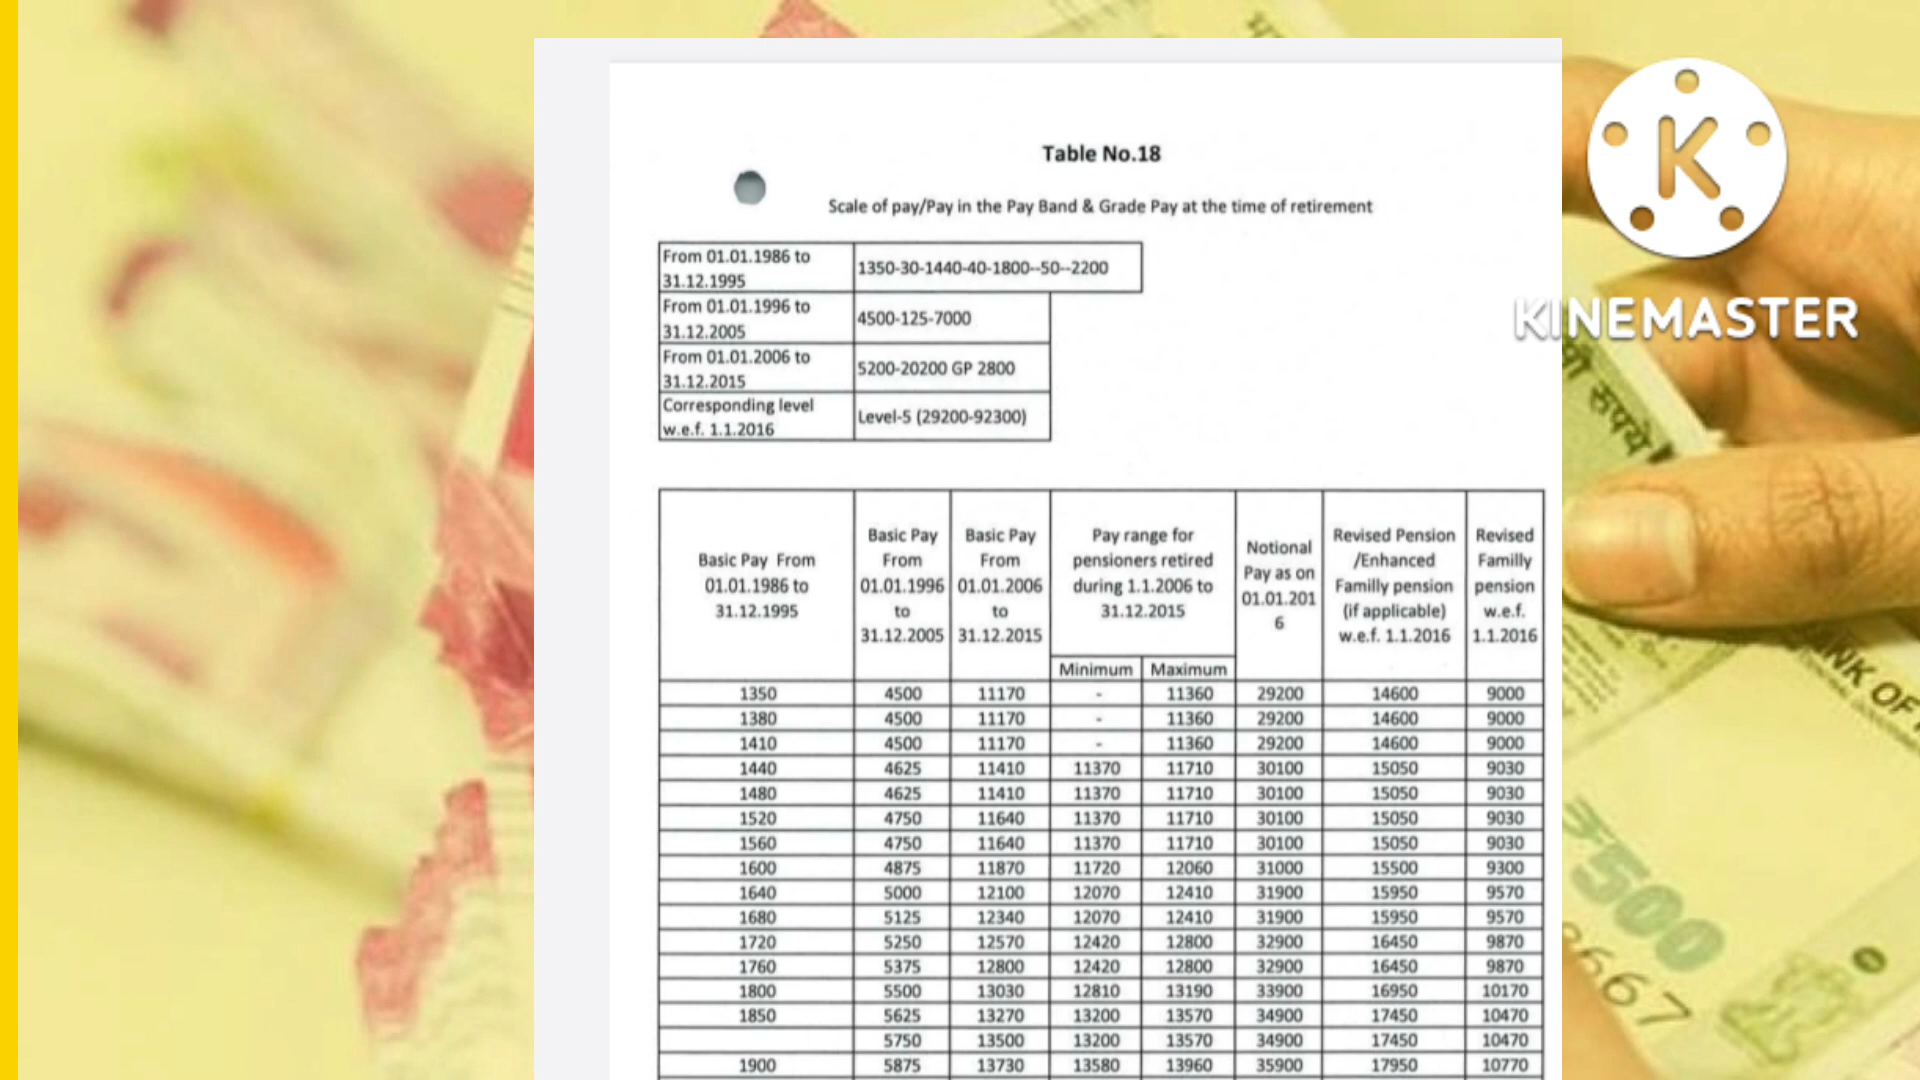 Table No.18
Scale of pay/Pay in the Pay Band & Grade Pay at the time of retirement
From 01.01.1986 to
31.12.1995
1350-30-1440-40-1800--50--2200
From 01.01.1996 to
31.12.2005
4500-125-7000
From 01.01.2006 to
31.12.2015
5200-20200 GP 2800
Corresponding level
w.e.f. 1.1.2016
Level-5 (29200-92300)
Basic Pay From
01.01.1986 to
31.12.1995
Basic Pay
From
01.01.1996
to
31.12.2005
Basic Pay
From
01.01.2006
to
31.12.2015
Pay range for
pensioners retired
during 1.1.2006 to
31.12.2015
Minimum Maximum
Notional
Pay as on
01.01.201
6
Revised Pension
/Enhanced
Familly pension
(if applicable)
w.e.f. 1.1.2016
Revised
Familly
pension
w.e.f.
1.1.2016
1350 4500 11170 - 11360 29200 14600 9000
1380 4500 11170 - 11360 29200 14600 9000
1410 4500 11170 - 11360 29200 14600 9000
1440 4625 11410 11370 11710 30100 15050 9030
1480 4625 11410 11370 11710 30100 15050 9030
1520 4750 11640 11370 11710 30100 15050 9030
1560 4750 11640 11370 11710 30100 15050 9030
1600 4875 11870 11720 12060 31000 15500 9300
1640 5000 12100 12070 12410 31900 15950 9570
1680 5125 12340 12070 12410 31900 15950 9570
1720 5250 12570 12420 12800 32900 16450 9870
1760 5375 12800 12420 12800 32900 16450 9870
1800 5500 13030 12810 13190 33900 16950 10170
1850 5625 13270 13200 13570 34900 17450 10470
5750 13500 13200 13570 34900 17450 10470
1900 5875 13730 13580 13960 35900 17950 10770
K
KINEMASTER
रुपये
OF
₹500
667